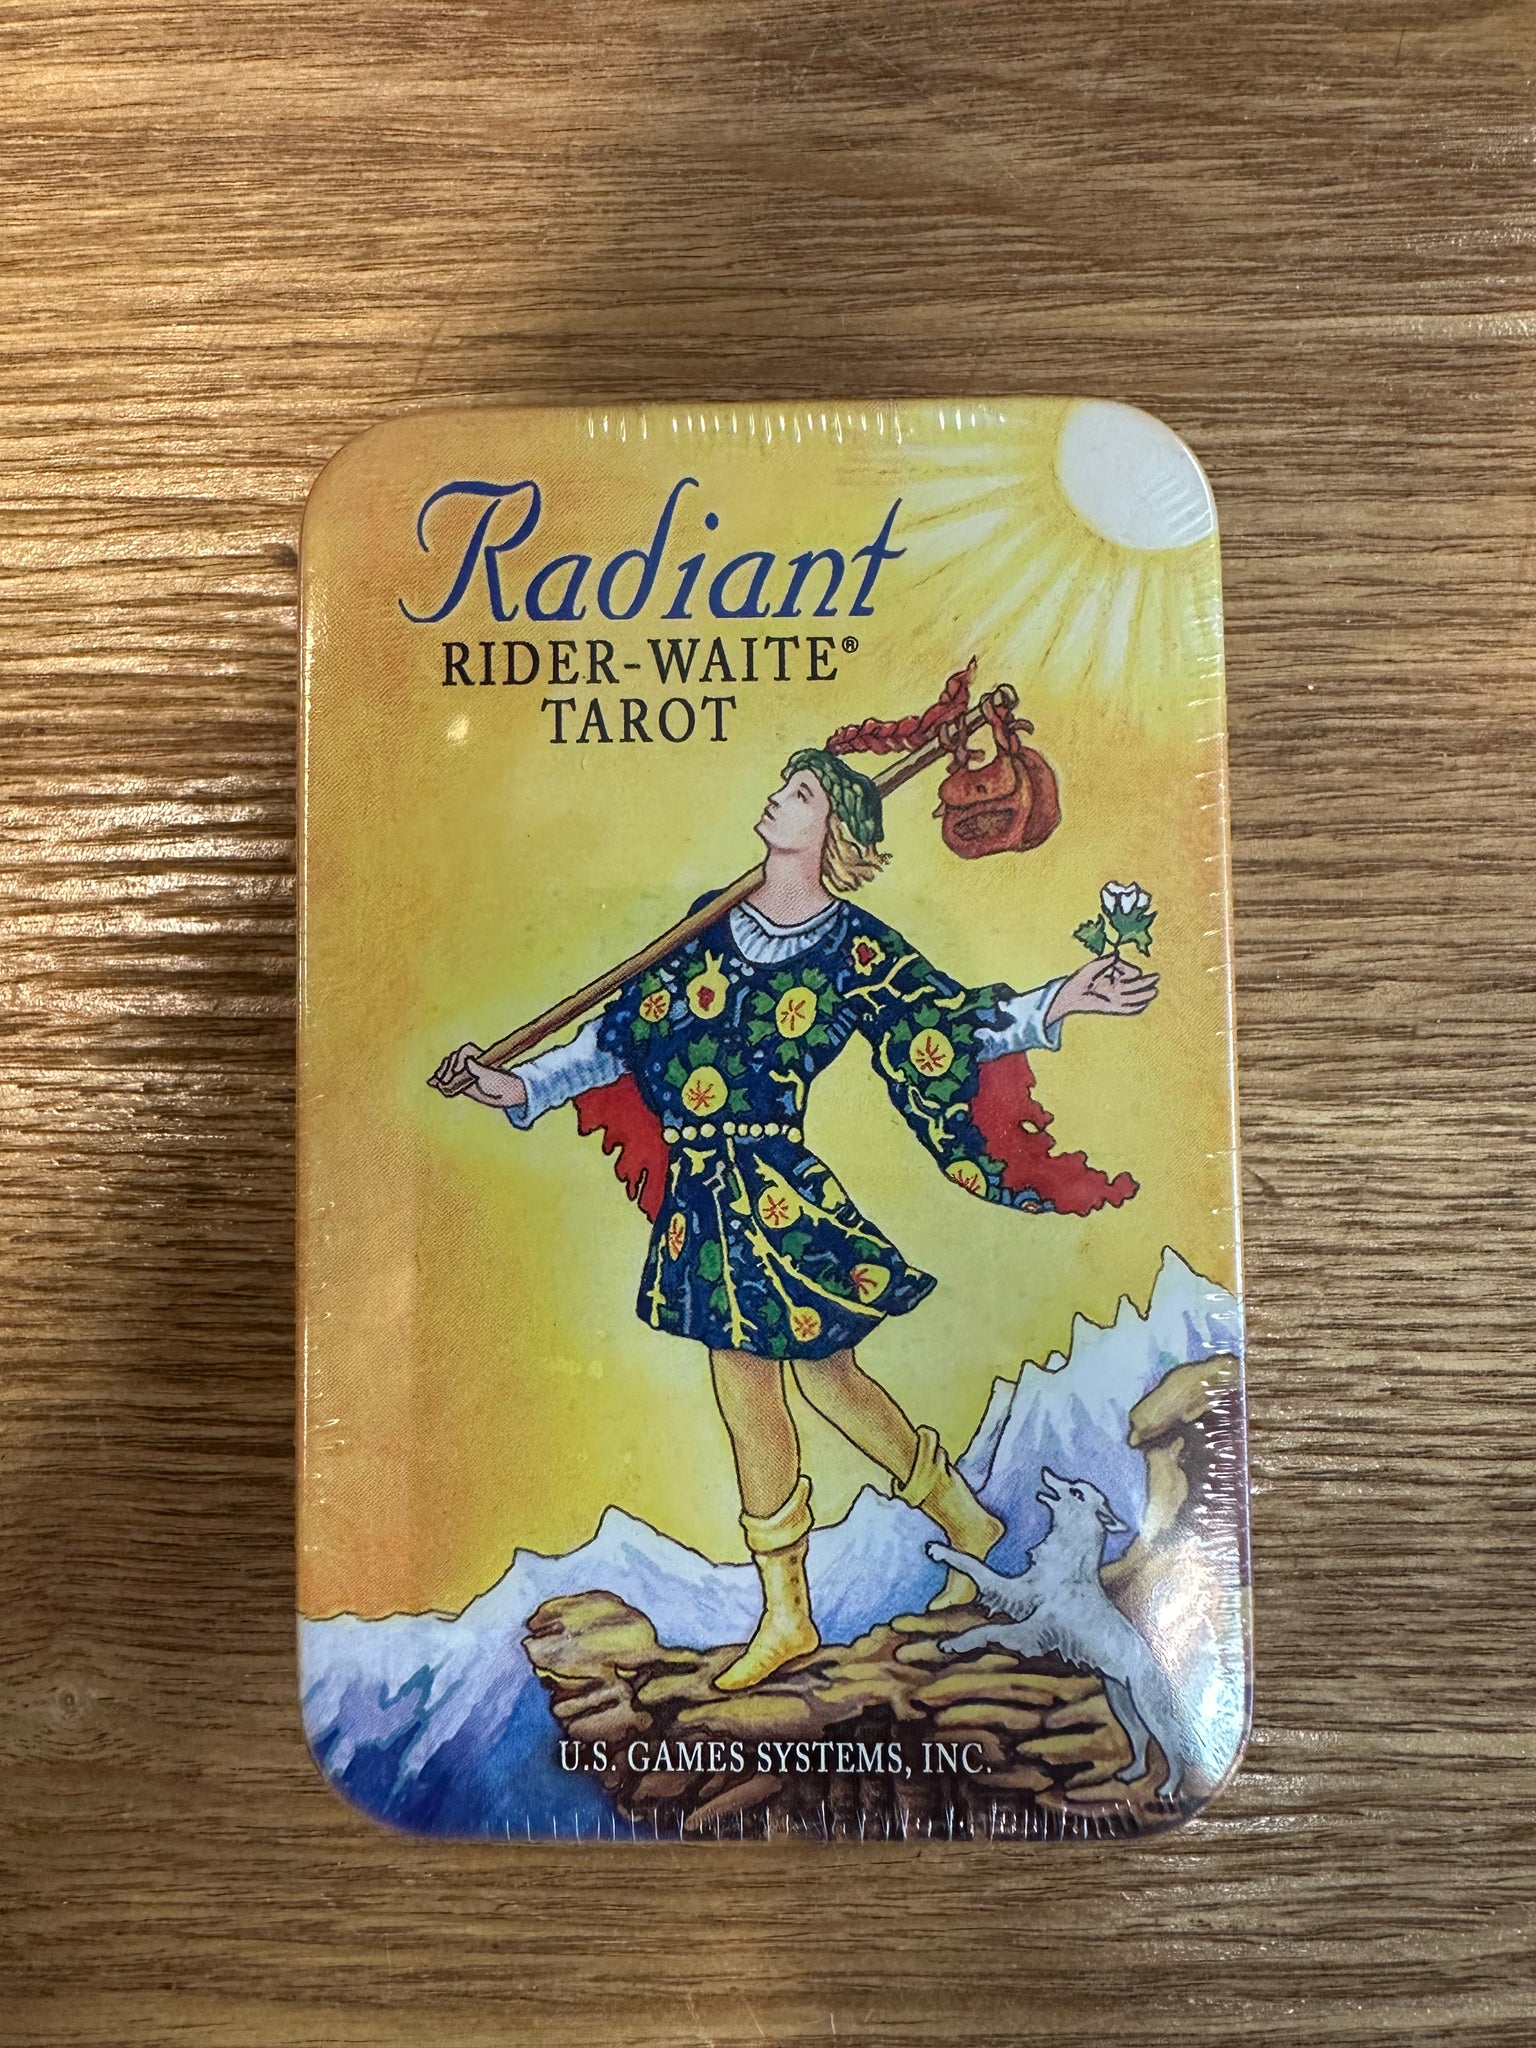 Radiant
RIDER-WAITE®
TAROT
U.S. GAMES SYSTEMS, INC.